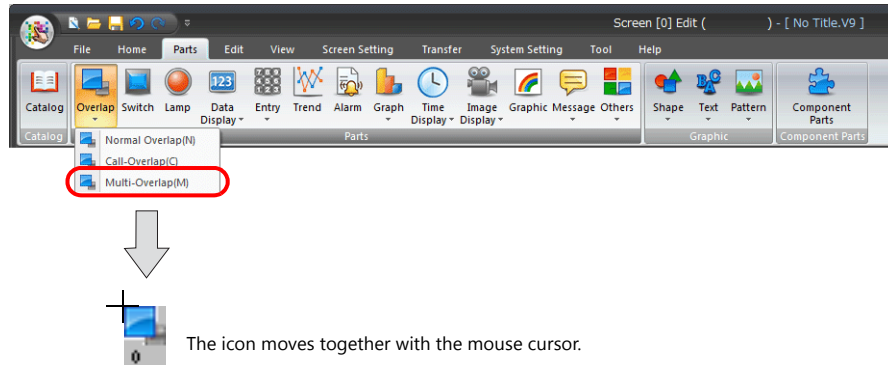 Screen [0] Edit ( ) - [ No Title.V9 ]
File Home Parts Edit View Screen Setting Transfer System Setting Tool Help
123
Catalog Overlap Switch Lamp Data Display Entry Trend Alarm Graph Time Display Image Display Graphic Message Others Shape Text Pattern Component Parts
Catalog Parts Graphic Component Parts
Normal Overlap(N)
Call-Overlap(C)
Multi-Overlap(M)
0
The icon moves together with the mouse cursor.